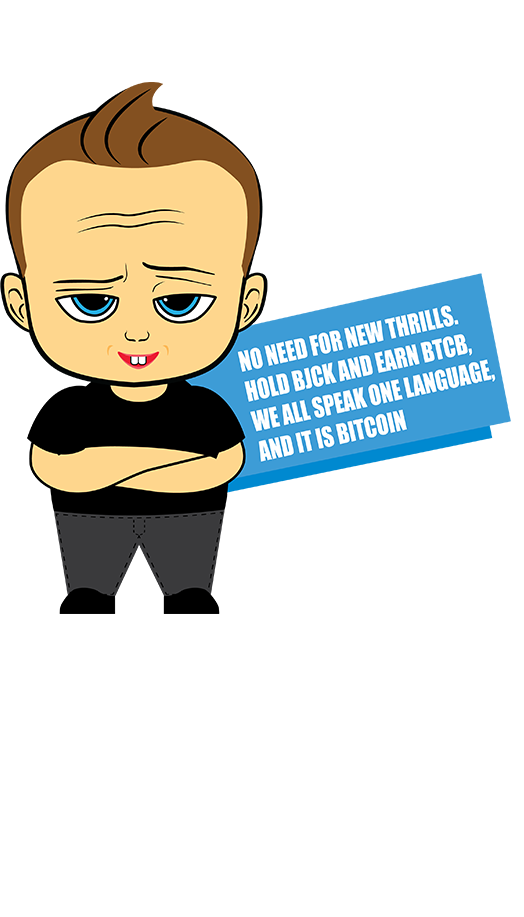 NO NEED FOR NEW THRILLS.
HOLD BJCK AND EARN BTCB,
WE ALL SPEAK ONE LANGUAGE,
AND IT IS BITCOIN